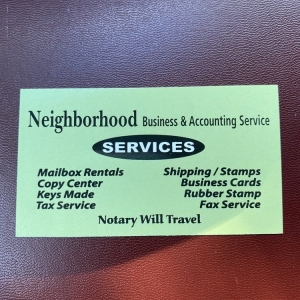 Neighborhood Business & Accounting Service
SERVICES
Mailbox Rentals Shipping / Stamps
Copy Center Business Cards
Keys Made Rubber Stamp
Tax Service Fax Service
Notary Will Travel